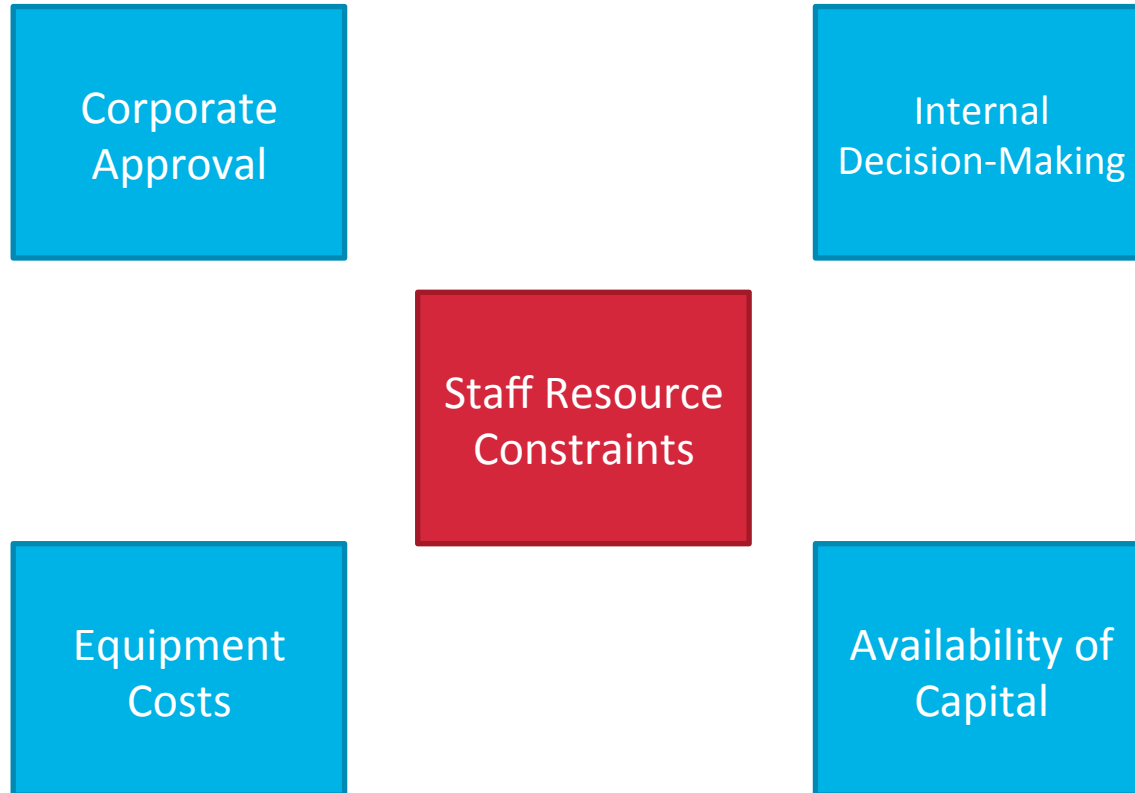 Corporate
Approval
Internal
Decision-Making
Staff Resource
Constraints
Equipment
Costs
Availability of
Capital